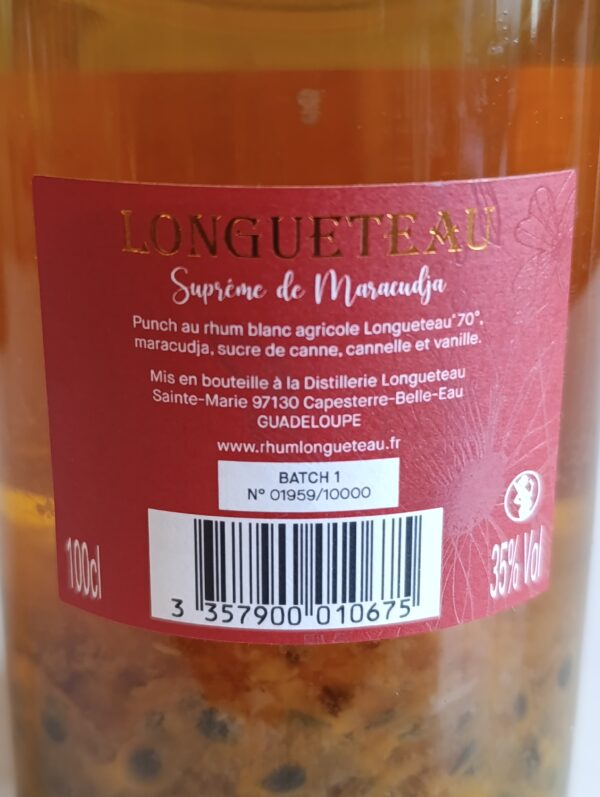 LONGUETEAU
Suprême de Maracudja
Punch au rhum blanc agricole Longueteau 70°,
maracudja, sucre de canne, cannelle et vanille.
Mis en bouteille à la Distillerie Longueteau
Sainte-Marie 97130 Capesterre-Belle-Eau
GUADELOUPE
www.rhumlongueteau.fr
BATCH 1
N° 01959/10000
100cl
35% Vol
3 357900 010675